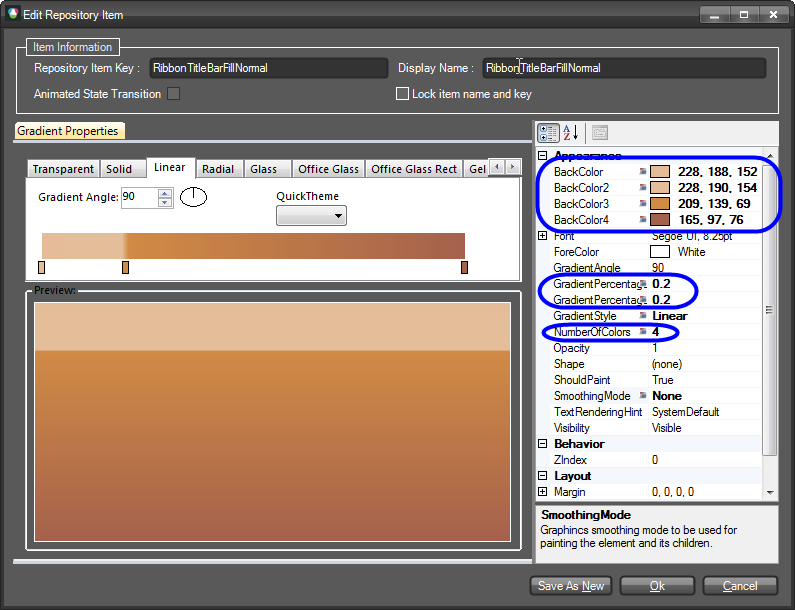 Edit Repository Item
Item Information
Repository Item Key : RibbonTitleBarFillNormal Display Name : RibbonTitleBarFillNormal
Animated State Transition Lock item name and key
Gradient Properties
Transparent Solid Linear Radial Glass Office Glass Office Glass Rect Gel
Gradient Angle: 90 QuickTheme
Preview:
Appearance
BackColor 228, 188, 152
BackColor2 228, 190, 154
BackColor3 209, 139, 69
BackColor4 165, 97, 76
Font Segoe UI, 8.25pt
ForeColor White
GradientAngle 90
GradientPercentag 0.2
GradientPercentag 0.2
GradientStyle Linear
NumberOfColors 4
Opacity 1
Shape (none)
ShouldPaint True
SmoothingMode None
TextRenderingHint SystemDefault
Visibility Visible
Behavior
ZIndex 0
Layout
Margin 0, 0, 0, 0
SmoothingMode
Graphincs smoothing mode to be used for
painting the element and its children.
Save As New Ok Cancel